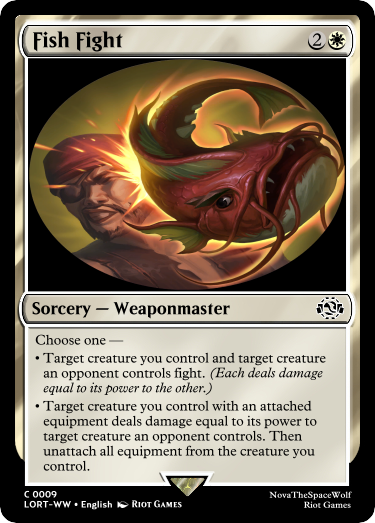 Fish Fight 2
Sorcery — Weaponmaster
Choose one —
• Target creature you control and target creature
an opponent controls fight. (Each deals damage
equal to its power to the other.)
• Target creature you control with an attached
equipment deals damage equal to its power to
target creature an opponent controls. Then
unattach all equipment from the creature you
control.
C 0009 NovaTheSpaceWolf
LORT-WW • English Riot Games Riot Games